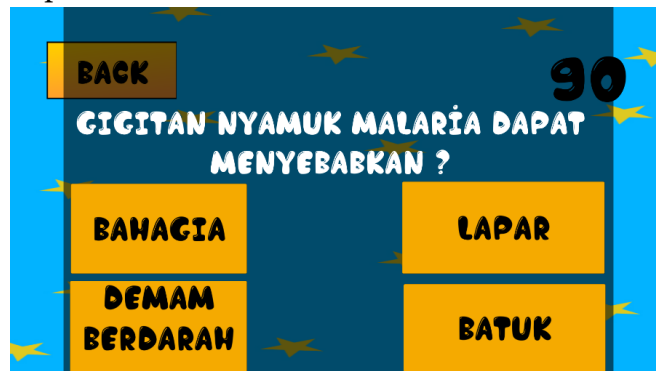 BACK
90
GIGITAN NYAMUK MALARİA DAPAT
MENYEBABKAN ?
BAHAGIA
LAPAR
DEMAM
BERDARAH
BATUK